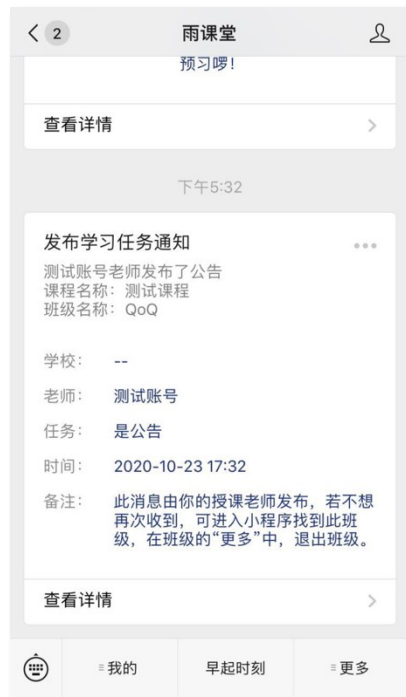 2
雨课堂
预习啰!
查看详情
下午5:32
发布学习任务通知
测试账号老师发布了公告
课程名称: 测试课程
班级名称: QoQ
学校: --
老师: 测试账号
任务: 是公告
时间: 2020-10-23 17:32
备注: 此消息由你的授课老师发布，若不想
再次收到，可进入小程序找到此班
级，在班级的“更多”中，退出班级。
查看详情
我的 早起时刻 更多